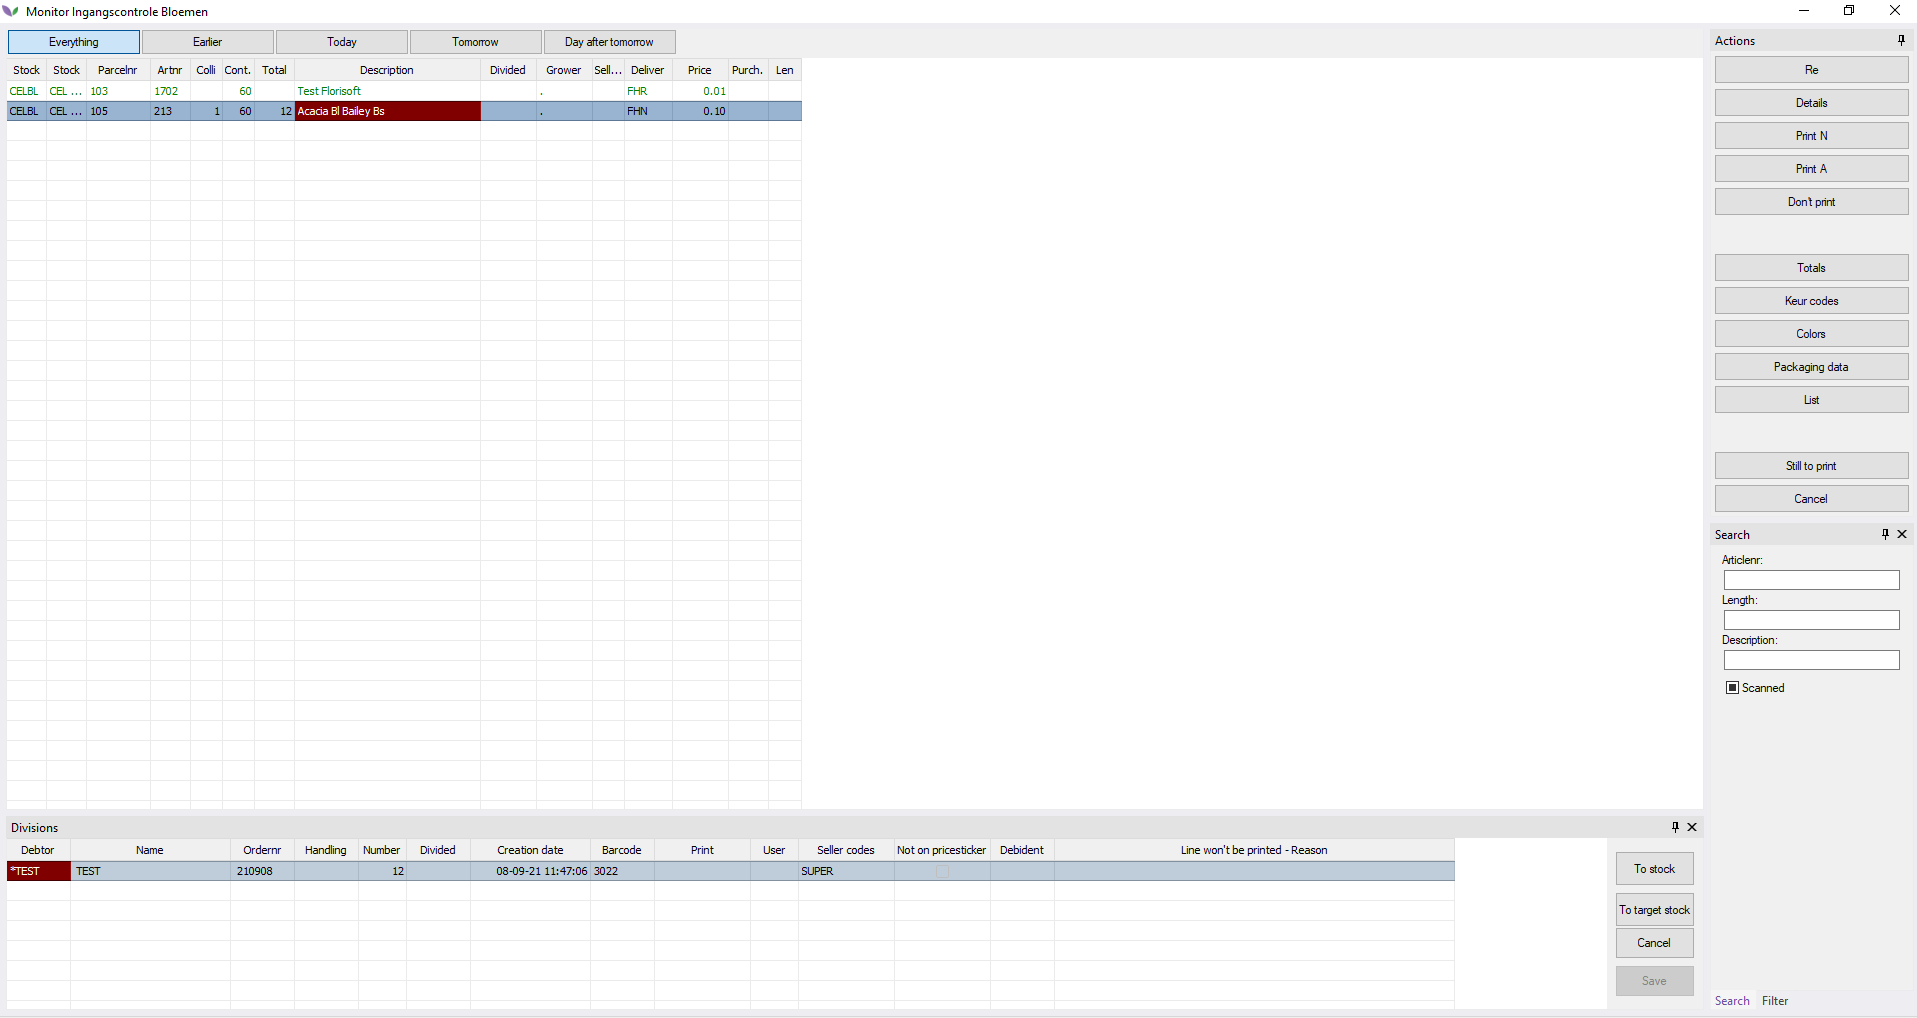 Monitor Ingangscontrole Bloemen
Everything Earlier Today Tomorrow Day after tomorrow
Stock Stock Parcelnr Artnr Colli Cont. Total Description Divided Grower Sell... Deliver Price Purch. Len
CELBL CEL ... 103 1702 60 Test Florisoft . FHR 0.01
CELBL CEL ... 105 213 1 60 12 Acacia Bl Bailey Bs . FHN 0.10
Actions
Re
Details
Print N
Print A
Don't print
Totals
Keur codes
Colors
Packaging data
List
Still to print
Cancel
Search
Articlenr:
Length:
Description:
Scanned
Search Filter
Divisions
Debtor Name Ordernr Handling Number Divided Creation date Barcode Print User Seller codes Not on pricesticker Debident Line won't be printed - Reason
*TEST TEST 210908 12 08-09-21 11:47:06 3022 SUPER
To stock
To target stock
Cancel
Save